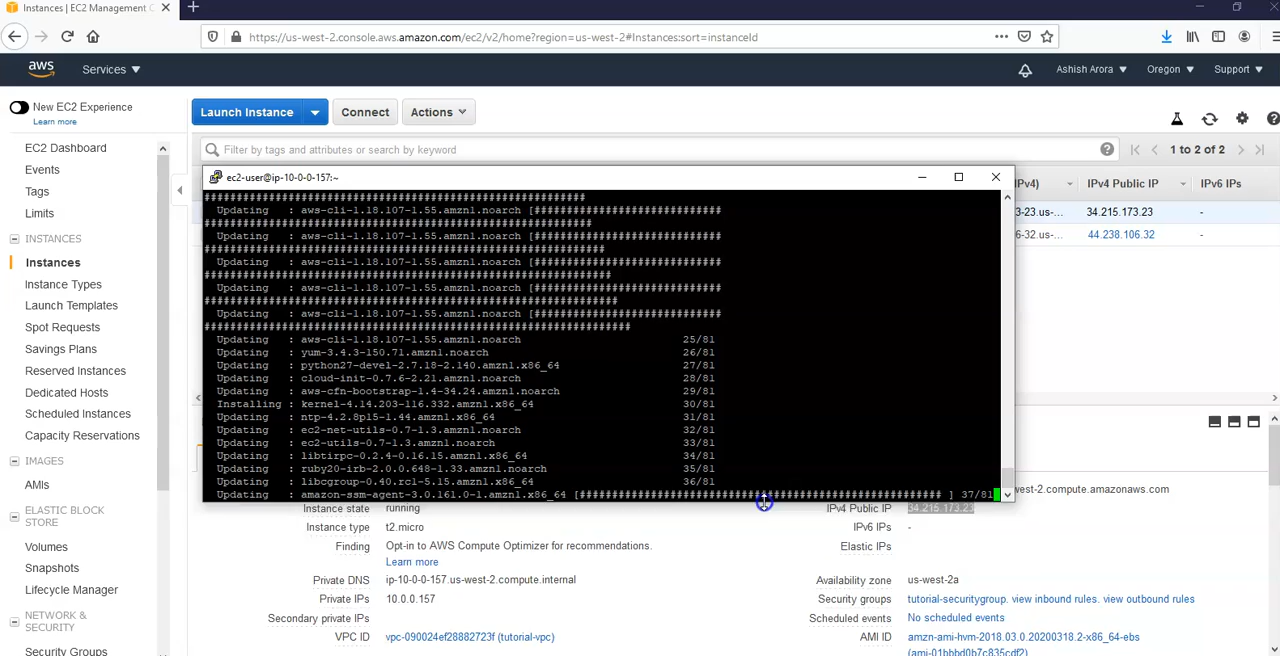 Instances | EC2 Management C
https://us-west-2.console.aws.amazon.com/ec2/v2/home?region=us-west-2#Instances:sort=instanceId
aws Services Ashish Arora Oregon Support
New EC2 Experience
Learn more
EC2 Dashboard
Events
Tags
Limits
INSTANCES
Instances
Instance Types
Launch Templates
Spot Requests
Savings Plans
Reserved Instances
Dedicated Hosts
Scheduled Instances
Capacity Reservations
IMAGES
AMIs
ELASTIC BLOCK
STORE
Volumes
Snapshots
Lifecycle Manager
NETWORK &
SECURITY
Security Groups
Launch Instance Connect Actions
Filter by tags and attributes or search by keyword 1 to 2 of 2
IPv4) IPv4 Public IP IPv6 IPs
3-23.us-... 34.215.173.23 -
6-32.us-... 44.238.106.32 -
ec2-user@ip-10-0-0-157:~
###########################################################
Updating : aws-cli-1.18.107-1.55.amzn1.noarch [#############################
############################################################
Updating : aws-cli-1.18.107-1.55.amzn1.noarch [#############################
##############################################################
Updating : aws-cli-1.18.107-1.55.amzn1.noarch [#############################
###############################################################
Updating : aws-cli-1.18.107-1.55.amzn1.noarch [#############################
################################################################
Updating : aws-cli-1.18.107-1.55.amzn1.noarch [#############################
##################################################################
Updating : aws-cli-1.18.107-1.55.amzn1.noarch 25/81
Updating : yum-3.4.3-150.71.amzn1.noarch 26/81
Updating : python27-devel-2.7.18-2.140.amzn1.x86_64 27/81
Updating : cloud-init-0.7.6-2.21.amzn1.noarch 28/81
Updating : aws-cfn-bootstrap-1.4-34.24.amzn1.noarch 29/81
Installing : kernel-4.14.203-116.332.amzn1.x86_64 30/81
Updating : ntp-4.2.8p15-1.44.amzn1.x86_64 31/81
Updating : ec2-net-utils-0.7-1.3.amzn1.noarch 32/81
Updating : ec2-utils-0.7-1.3.amzn1.noarch 33/81
Updating : libtirpc-0.2.4-0.16.15.amzn1.x86_64 34/81
Updating : ruby20-irb-2.0.0.648-1.33.amzn1.noarch 35/81
Updating : libcgroup-0.40.rc1-5.15.amzn1.x86_64 36/81
Updating : amazon-ssm-agent-3.0.161.0-1.amzn1.x86_64 [######################################################## ] 37/81
west-2.compute.amazonaws.com
Instance state running IPv4 Public IP 34.215.173.23
Instance type t2.micro IPv6 IPs -
Finding Opt-in to AWS Compute Optimizer for recommendations. Elastic IPs
Learn more
Private DNS ip-10-0-0-157.us-west-2.compute.internal Availability zone us-west-2a
Private IPs 10.0.0.157 Security groups tutorial-securitygroup. view inbound rules. view outbound rules
Secondary private IPs Scheduled events No scheduled events
VPC ID vpc-090024ef28882723f (tutorial-vpc) AMI ID amzn-ami-hvm-2018.03.0.20200318.2-x86_64-ebs
(ami-01bbbd0b7c835cdf2)